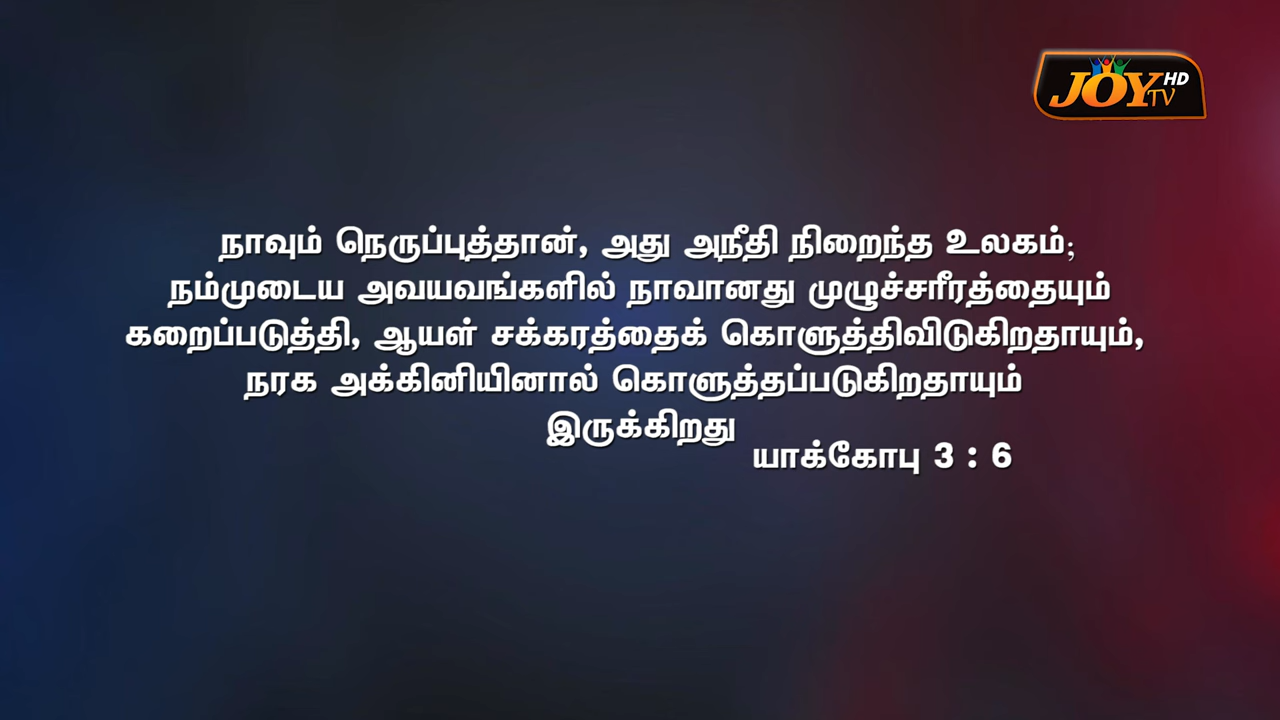 JOY TV HD
நாவும் நெருப்புத்தான், அது அநீதி நிறைந்த உலகம்;
நம்முடைய அவயவங்களில் நாவானது முழுச்சரீரத்தையும்
கறைப்படுத்தி, ஆயள் சக்கரத்தைக் கொளுத்திவிடுகிறதாயும்,
நரக அக்கினியினால் கொளுத்தப்படுகிறதாயும்
இருக்கிறது
யாக்கோபு 3 : 6